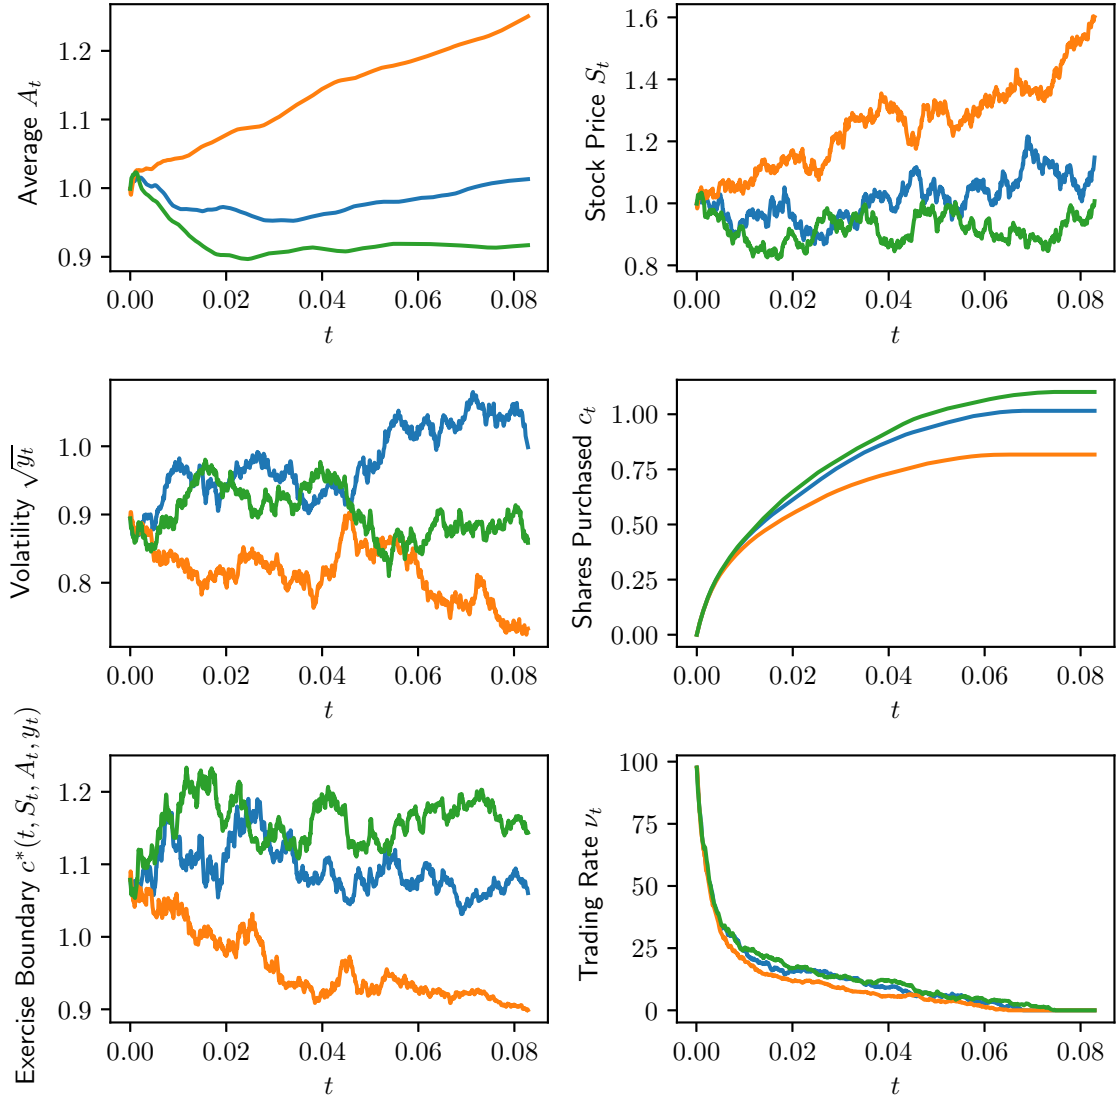 Average A_t
1.2
1.1
1.0
0.9
0.00 0.02 0.04 0.06 0.08
t
Stock Price S_t
1.6
1.4
1.2
1.0
0.8
0.00 0.02 0.04 0.06 0.08
t
Volatility √y_t
1.0
0.9
0.8
0.00 0.02 0.04 0.06 0.08
t
Shares Purchased c_t
1.00
0.75
0.50
0.25
0.00
0.00 0.02 0.04 0.06 0.08
t
Exercise Boundary c*(t, S_t, A_t, y_t)
1.2
1.1
1.0
0.9
0.00 0.02 0.04 0.06 0.08
t
Trading Rate ν_t
100
75
50
25
0
0.00 0.02 0.04 0.06 0.08
t